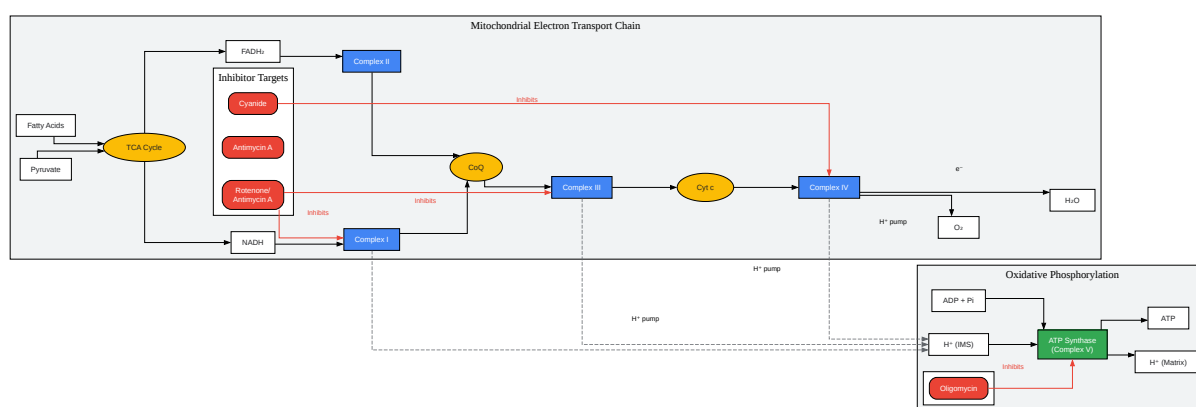 Mitochondrial Electron Transport Chain
FADH₂
Complex II
Inhibitor Targets
Cyanide
Inhibits
Fatty Acids
TCA Cycle
Antimycin A
Pyruvate
CoQ
e⁻
Rotenone/
Antimycin A
Inhibits
Complex III
Cyt c
Complex IV
H₂O
Inhibits
H⁺ pump
O₂
NADH
Complex I
H⁺ pump
Oxidative Phosphorylation
ADP + Pi
H⁺ pump
ATP
H⁺ (IMS)
ATP Synthase
(Complex V)
H⁺ (Matrix)
Inhibits
Oligomycin